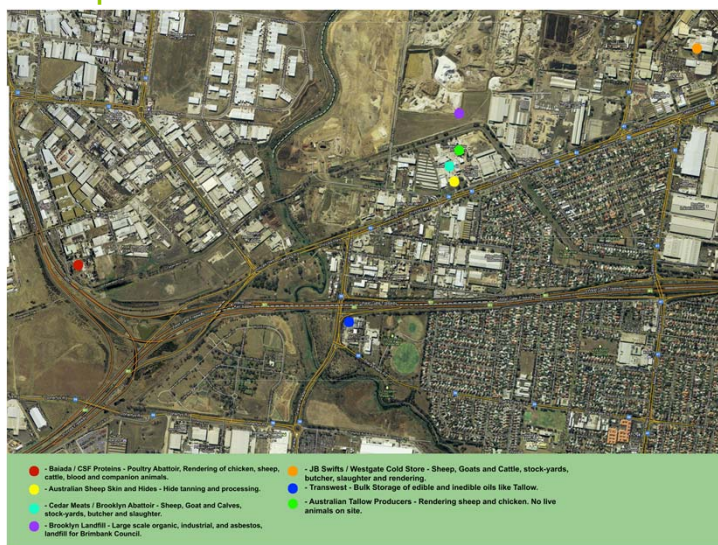 - Baiada / CSF Proteins - Poultry Abattoir, Rendering of chicken, sheep,
cattle, blood and companion animals.
- Australian Sheep Skin and Hides - Hide tanning and processing.
- Cedar Meats / Brooklyn Abattoir - Sheep, Goat and Calves,
stock-yards, butcher and slaughter.
- Brooklyn Landfill - Large scale organic, industrial, and asbestos,
landfill for Brimbank Council.
- JB Swifts / Westgate Cold Store - Sheep, Goats and Cattle, stock-yards,
butcher, slaughter and rendering.
- Transwest - Bulk Storage of edible and inedible oils like Tallow.
- Australian Tallow Producers - Rendering sheep and chicken. No live
animals on site.